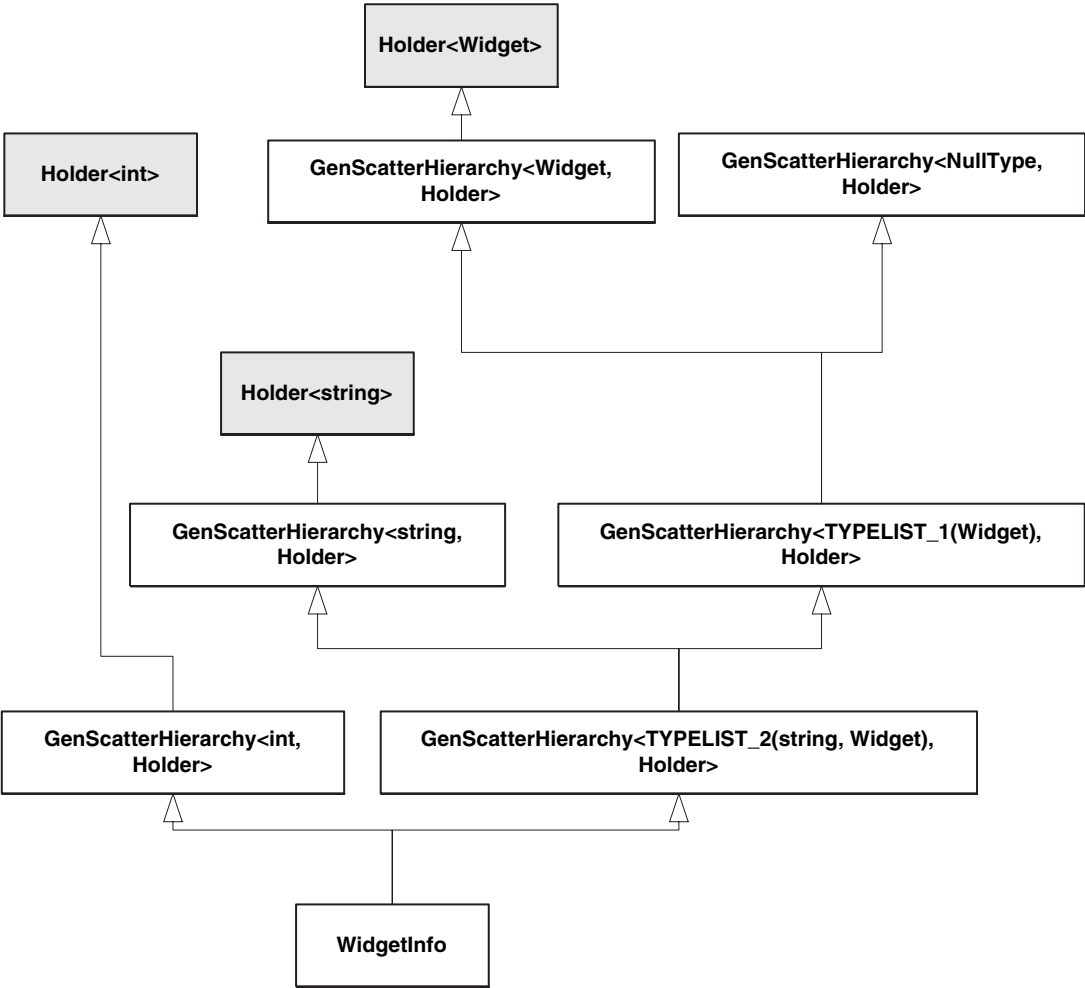 Holder<Widget>
Holder<int>
GenScatterHierarchy<Widget,
Holder>
GenScatterHierarchy<NullType,
Holder>
Holder<string>
GenScatterHierarchy<string,
Holder>
GenScatterHierarchy<TYPELIST_1(Widget),
Holder>
GenScatterHierarchy<int,
Holder>
GenScatterHierarchy<TYPELIST_2(string, Widget),
Holder>
WidgetInfo